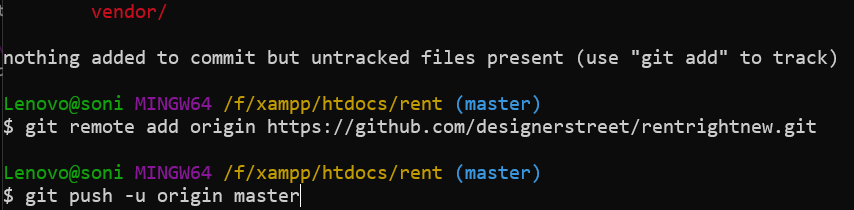 vendor/
nothing added to commit but untracked files present (use "git add" to track)
Lenovo@soni MINGW64 /f/xampp/htdocs/rent (master)
$ git remote add origin https://github.com/designerstreet/rentrightnew.git
Lenovo@soni MINGW64 /f/xampp/htdocs/rent (master)
$ git push -u origin master